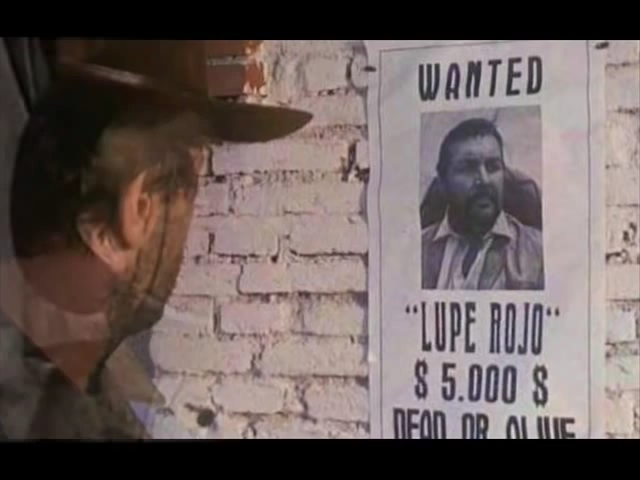 WANTED
"LUPE ROJO"
$ 5.000 $
DEAD OR ALIVE